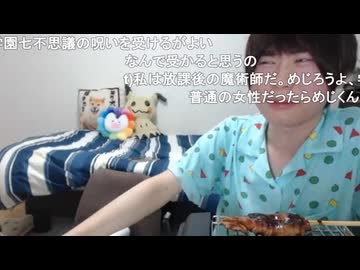 学園七不思議の呪いを受けるがよい
なんで受かると思うの
t)私は放課後の魔術師だ。めじろうよ、
普通の女性だったらめじくん